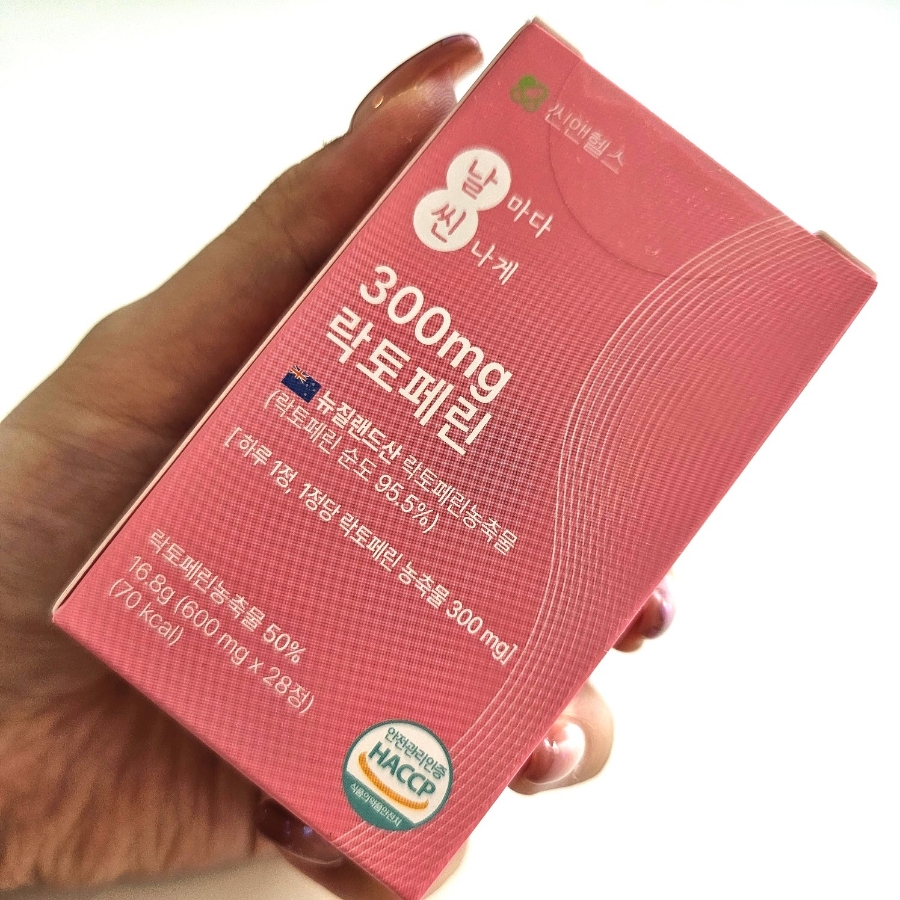 씬앤헬스
날마다
씬나게
300mg
락토페린
뉴질랜드산 락토페린농축물
(락토페린 순도 95.5%)
[ 하루 1정, 1정당 락토페린 농축물 300 mg]
락토페린농축물 50%
16.8g (600 mg x 28정)
(70 kcal)
안전관리인증
HACCP
식품의약품안전처